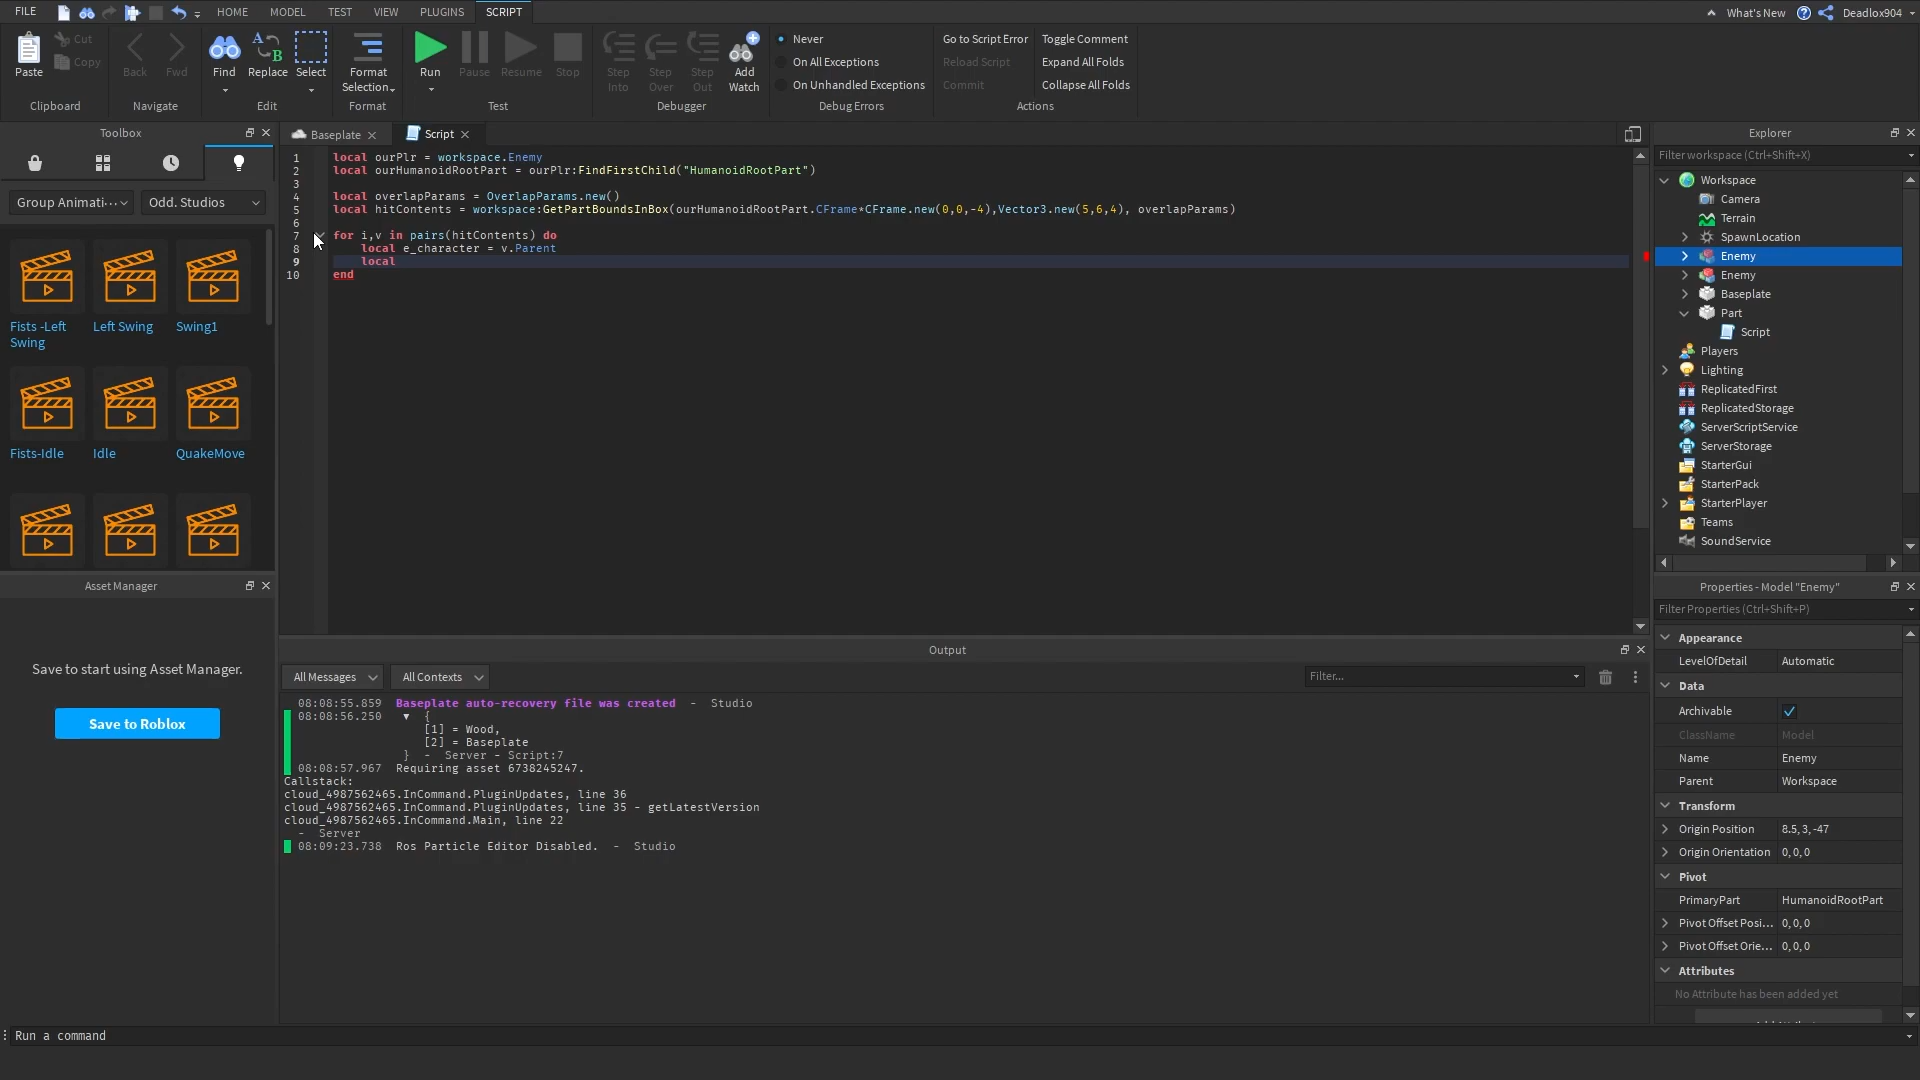 FILE HOME MODEL TEST VIEW PLUGINS SCRIPT What's New Deadlox904
Paste Cut Copy Back Fwd Find Replace Select Format Selection Run Pause Resume Stop Step Into Step Over Step Out Add Watch
Never
On All Exceptions
On Unhandled Exceptions
Go to Script Error
Reload Script
Commit
Toggle Comment
Expand All Folds
Collapse All Folds
Clipboard Navigate Edit Format Test Debugger Debug Errors Actions
Toolbox
Group Animati... Odd. Studios
Fists -Left Swing
Left Swing
Swing1
Fists-Idle
Idle
QuakeMove
Asset Manager
Save to start using Asset Manager.
Save to Roblox
Baseplate Script
1 local ourPlr = workspace.Enemy
2 local ourHumanoidRootPart = ourPlr:FindFirstChild("HumanoidRootPart")
3
4 local overlapParams = OverlapParams.new()
5 local hitContents = workspace:GetPartBoundsInBox(ourHumanoidRootPart.CFrame*CFrame.new(0,0,-4),Vector3.new(5,6,4), overlapParams)
6
7 for i,v in pairs(hitContents) do
8 local e_character = v.Parent
9 local
10 end
Output
All Messages All Contexts Filter...
08:08:55.859 Baseplate auto-recovery file was created - Studio
08:08:56.250 ▼ {
[1] = Wood,
[2] = Baseplate
} - Server - Script:7
08:08:57.967 Requiring asset 6738245247.
Callstack:
cloud_4987562465.InCommand.PluginUpdates, line 36
cloud_4987562465.InCommand.PluginUpdates, line 35 - getLatestVersion
cloud_4987562465.InCommand.Main, line 22
- Server
08:09:23.738 Ros Particle Editor Disabled. - Studio
Explorer
Filter workspace (Ctrl+Shift+X)
Workspace
Camera
Terrain
SpawnLocation
Enemy
Enemy
Baseplate
Part
Script
Players
Lighting
ReplicatedFirst
ReplicatedStorage
ServerScriptService
ServerStorage
StarterGui
StarterPack
StarterPlayer
Teams
SoundService
Properties - Model "Enemy"
Filter Properties (Ctrl+Shift+P)
Appearance
LevelOfDetail Automatic
Data
Archivable
ClassName Model
Name Enemy
Parent Workspace
Transform
Origin Position 8.5, 3, -47
Origin Orientation 0, 0, 0
Pivot
PrimaryPart HumanoidRootPart
Pivot Offset Posi... 0, 0, 0
Pivot Offset Orie... 0, 0, 0
Attributes
No Attribute has been added yet
Run a command